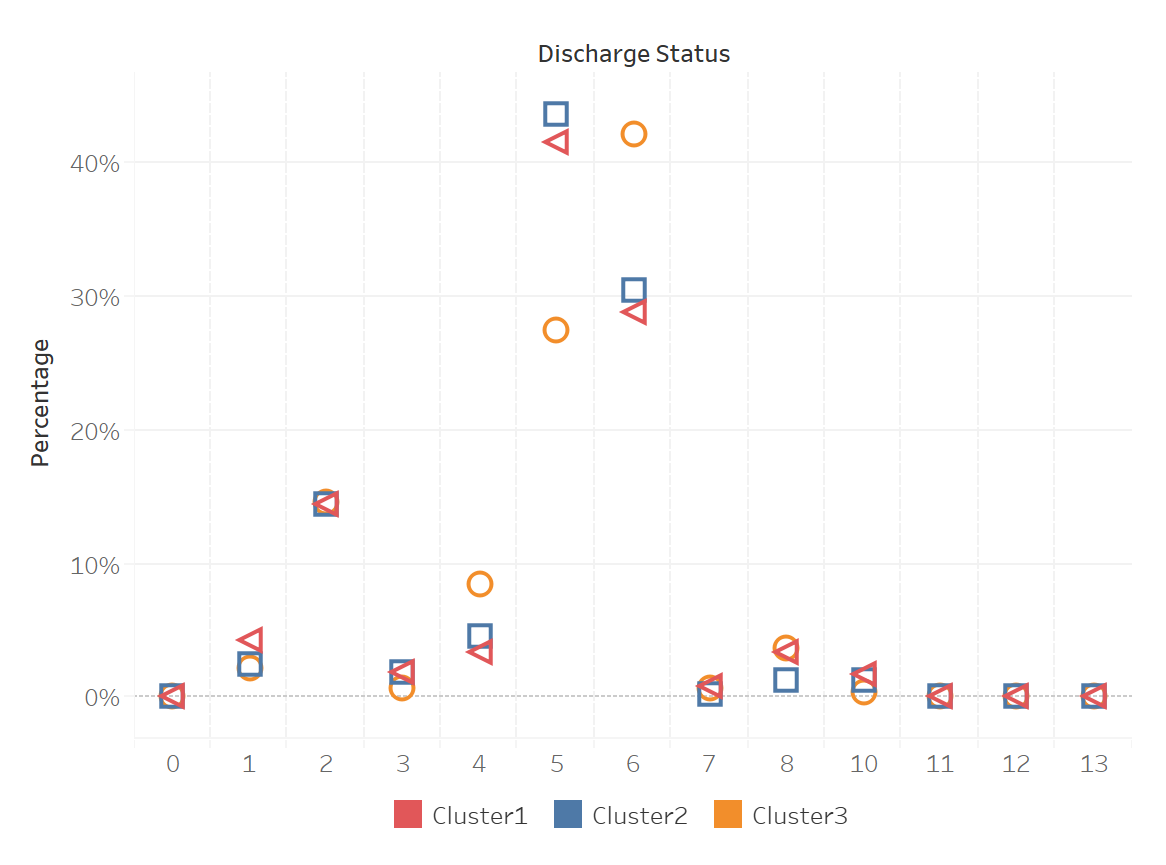 Discharge Status
Percentage
40%
30%
20%
10%
0%
0 1 2 3 4 5 6 7 8 10 11 12 13
Cluster1 Cluster2 Cluster3